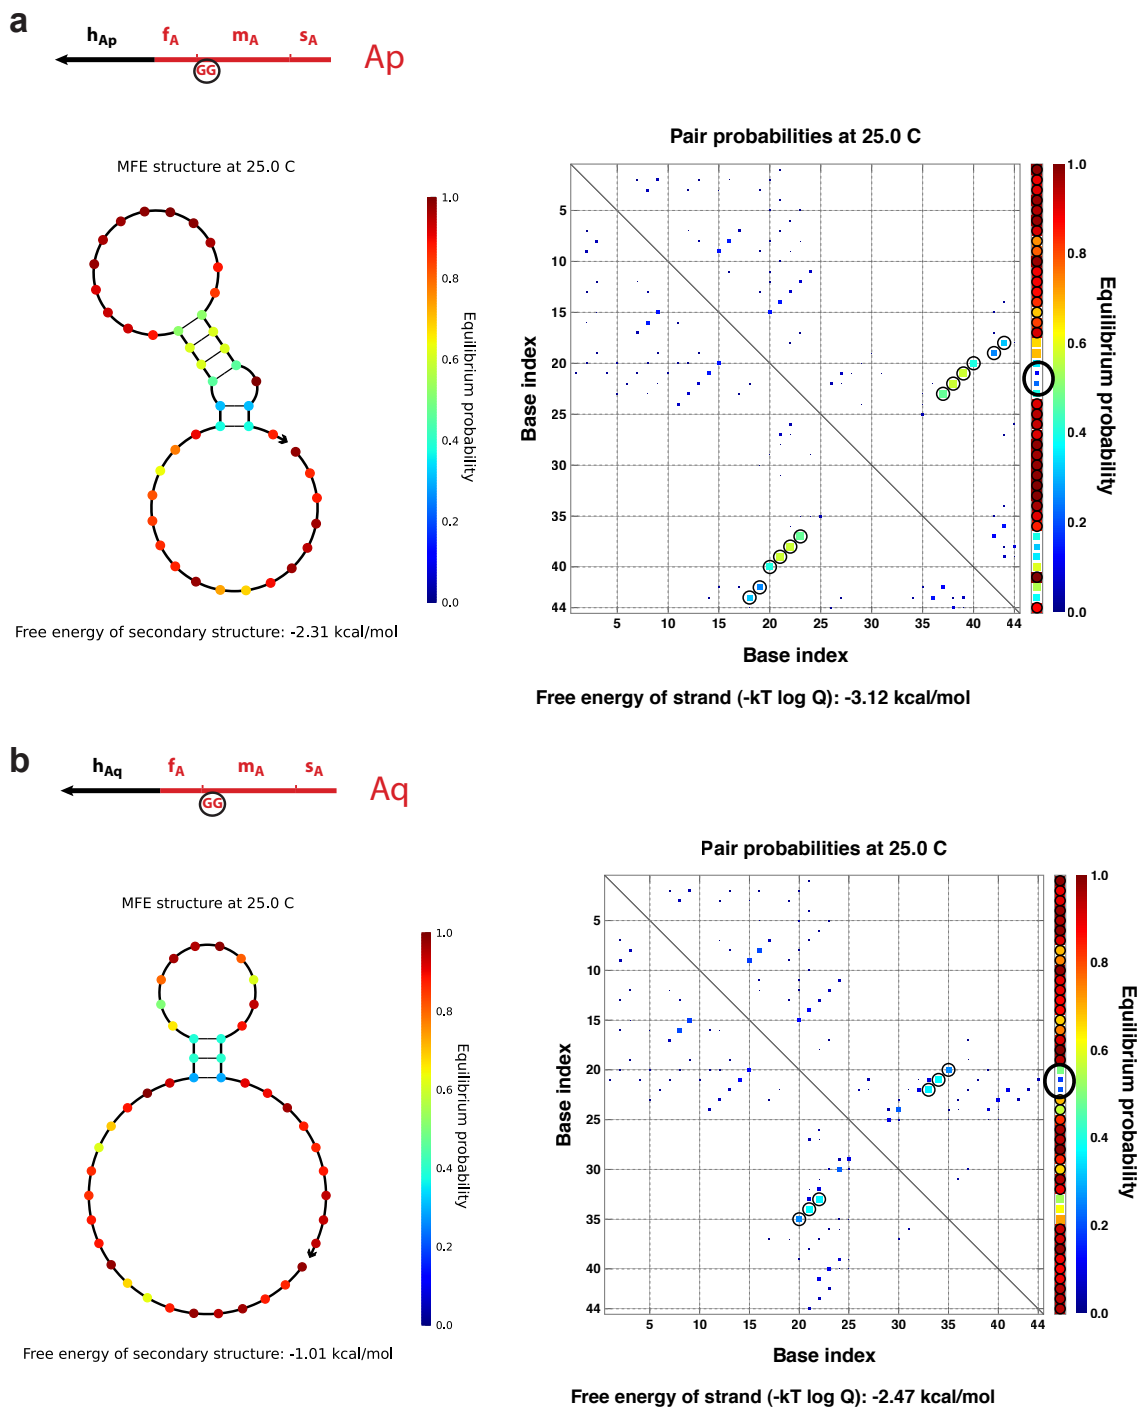 a
hAp fA mA sA
GG
Ap
MFE structure at 25.0 C
1.0
0.8
0.6
0.4
0.2
0.0
Equilibrium probability
Free energy of secondary structure: -2.31 kcal/mol
Pair probabilities at 25.0 C
5
10
15
20
25
30
35
40
44
Base index
5 10 15 20 25 30 35 40 44
Base index
1.0
0.8
0.6
0.4
0.2
0.0
Equilibrium probability
Free energy of strand (-kT log Q): -3.12 kcal/mol
b
hAq fA mA sA
GG
Aq
MFE structure at 25.0 C
1.0
0.8
0.6
0.4
0.2
0.0
Equilibrium probability
Free energy of secondary structure: -1.01 kcal/mol
Pair probabilities at 25.0 C
5
10
15
20
25
30
35
40
44
Base index
5 10 15 20 25 30 35 40 44
Base index
1.0
0.8
0.6
0.4
0.2
0.0
Equilibrium probability
Free energy of strand (-kT log Q): -2.47 kcal/mol